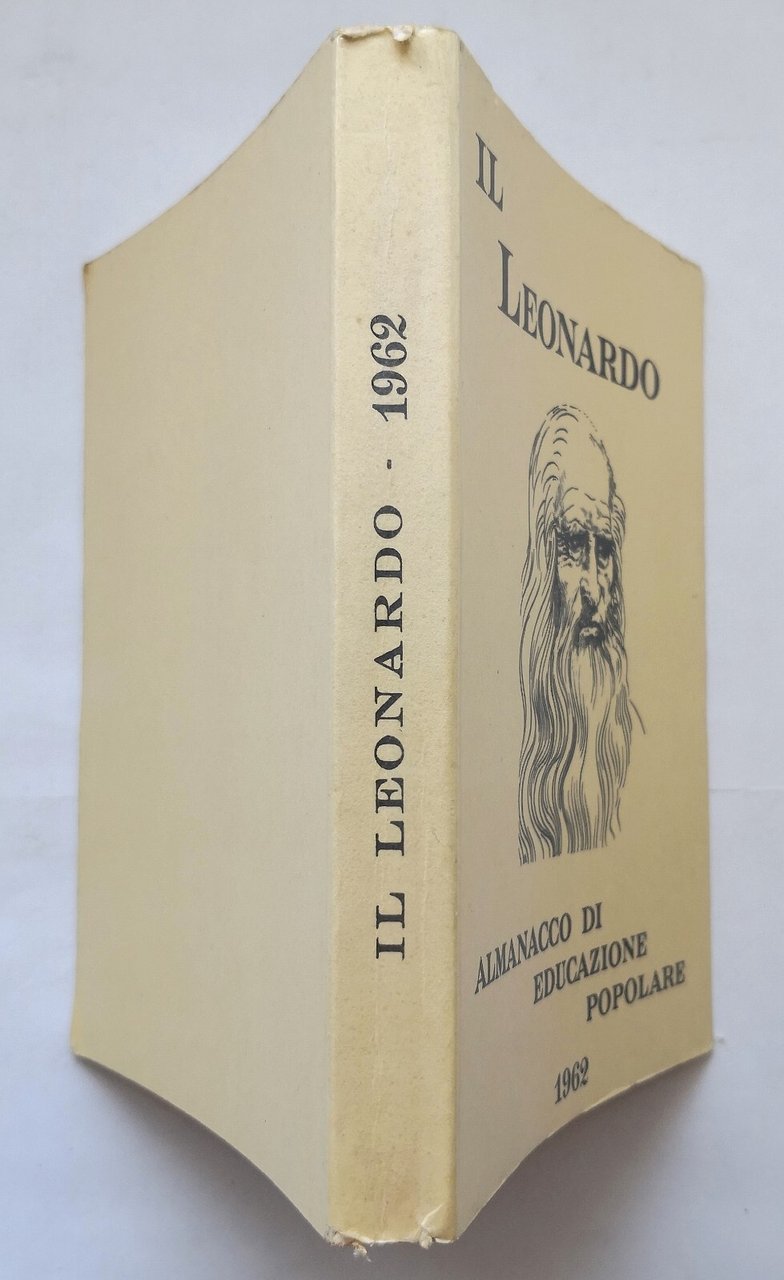 IL LEONARDO - 1962
IL
LEONARDO
ALMANACCO DI
EDUCAZIONE
POPOLARE
1962